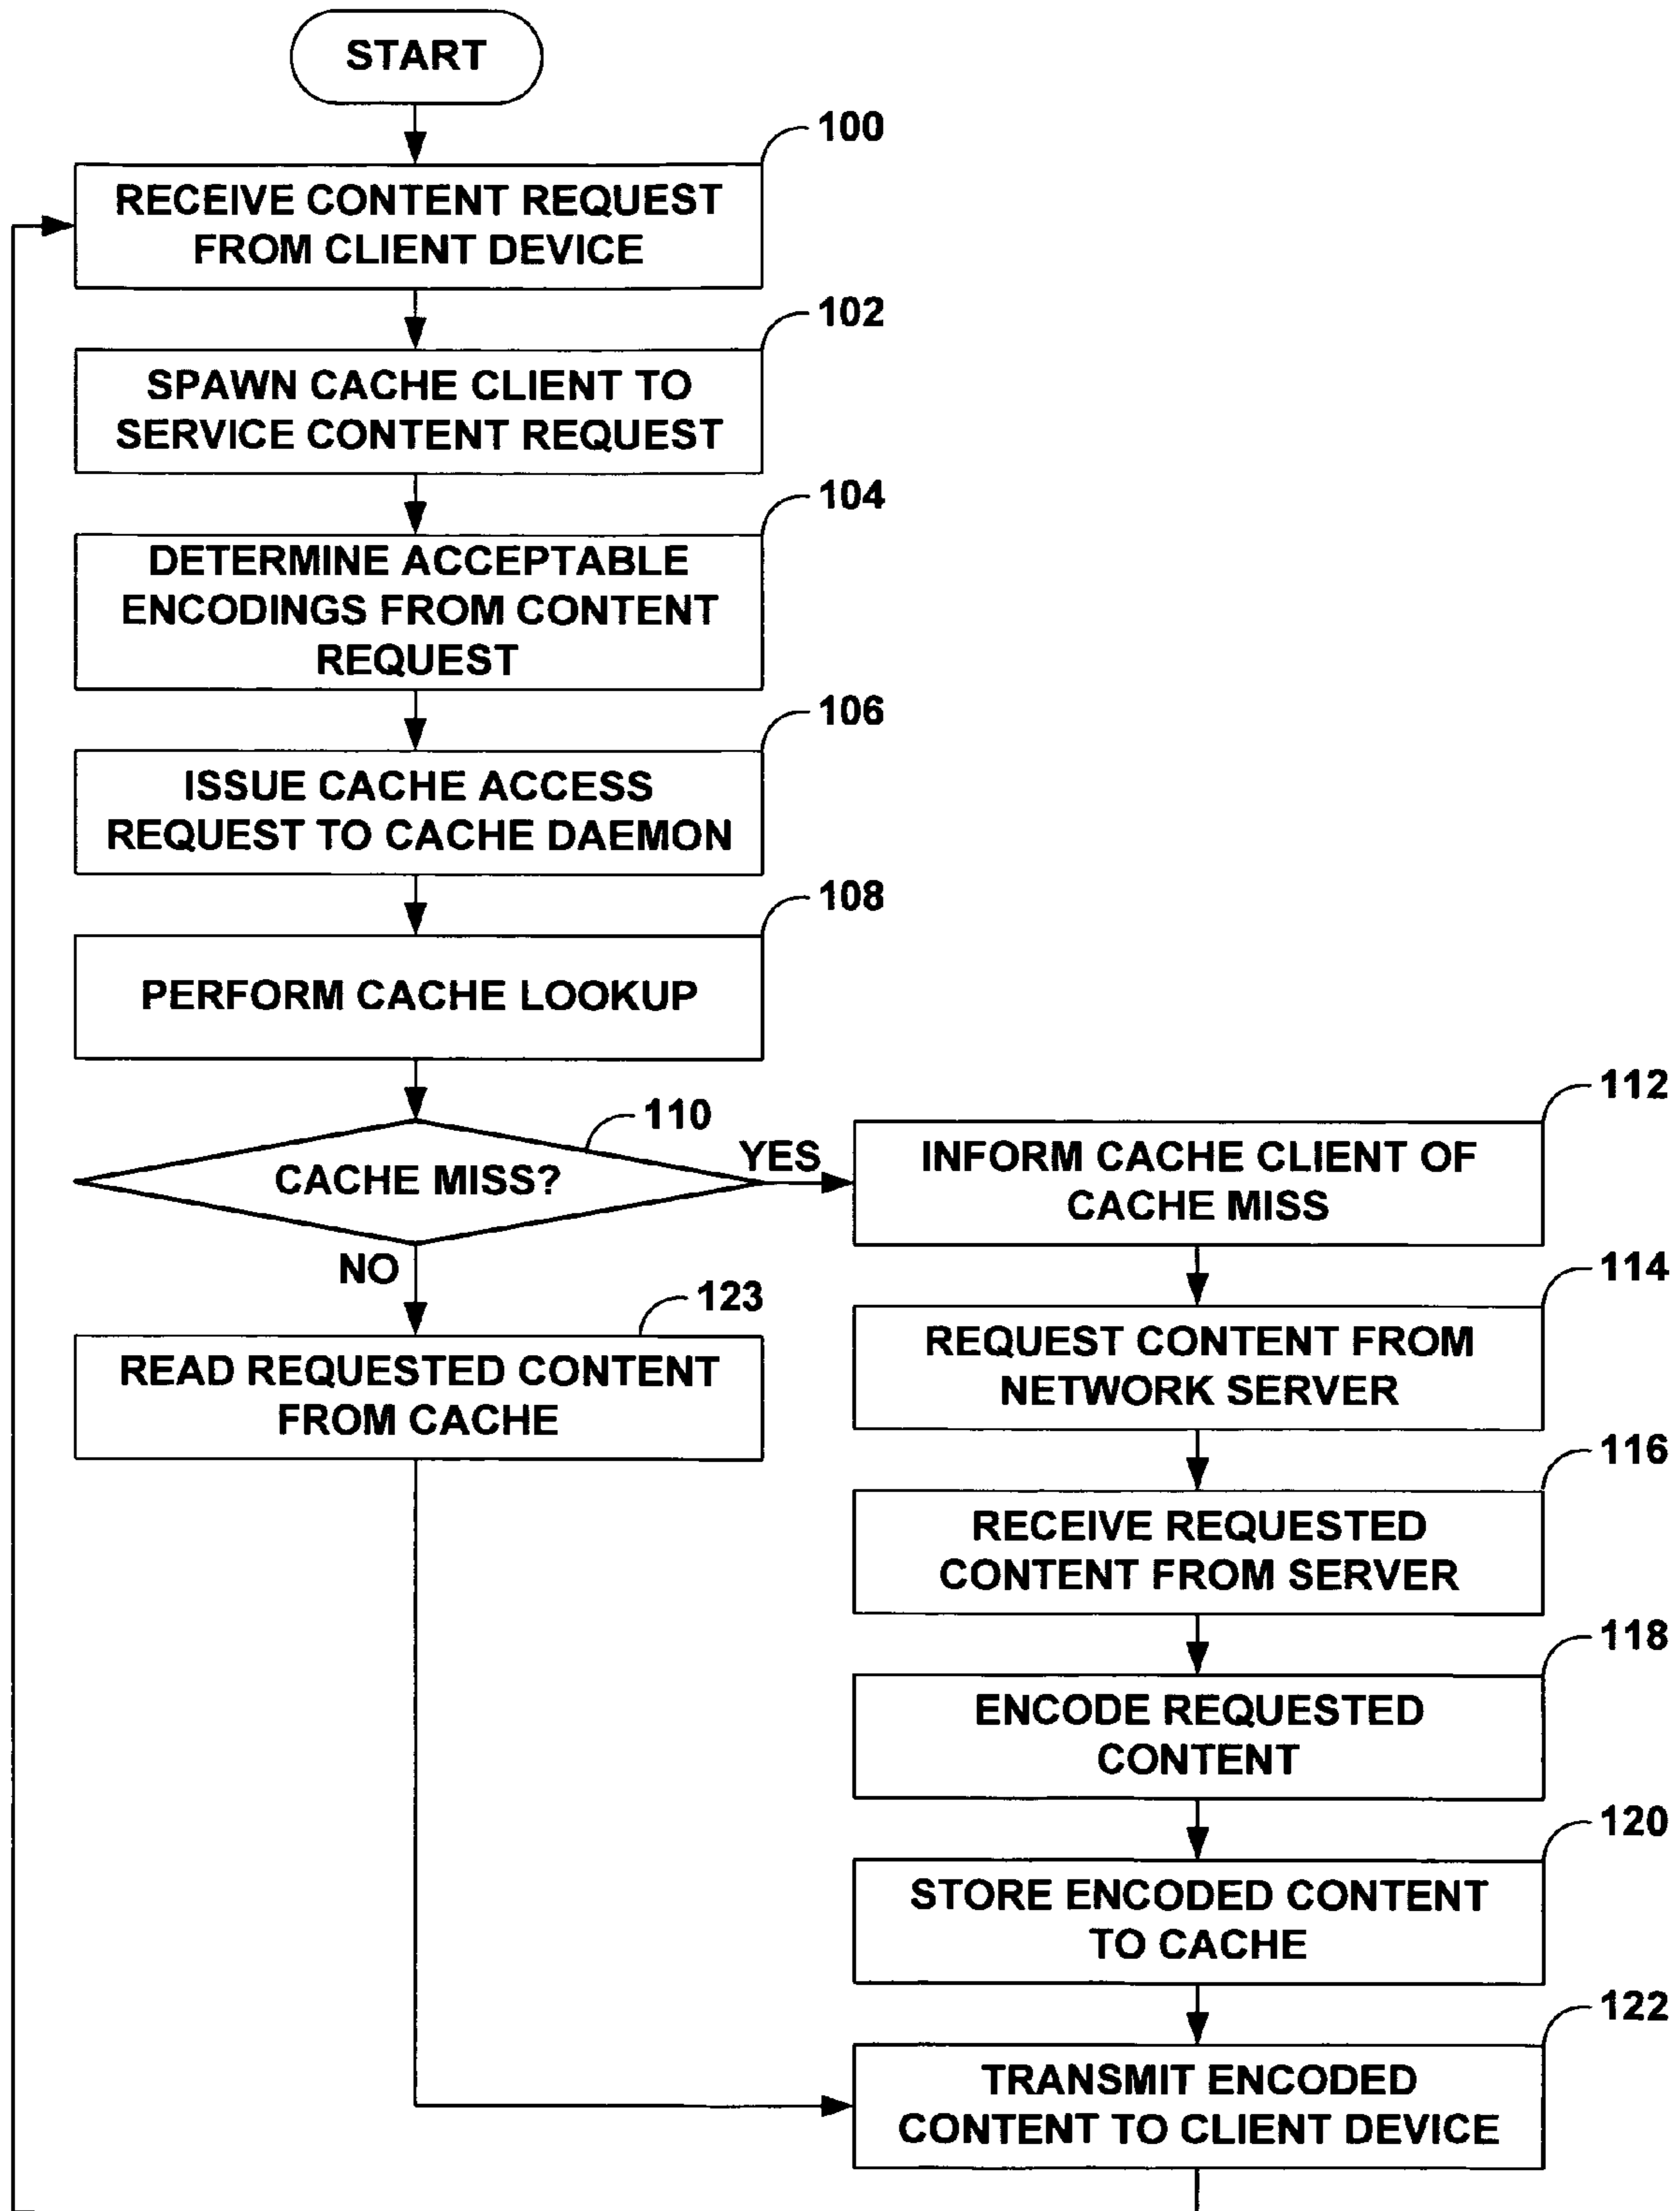 START
100
RECEIVE CONTENT REQUEST
FROM CLIENT DEVICE
102
SPAWN CACHE CLIENT TO
SERVICE CONTENT REQUEST
104
DETERMINE ACCEPTABLE
ENCODINGS FROM CONTENT
REQUEST
106
ISSUE CACHE ACCESS
REQUEST TO CACHE DAEMON
108
PERFORM CACHE LOOKUP
110
CACHE MISS?
YES
NO
112
INFORM CACHE CLIENT OF
CACHE MISS
114
REQUEST CONTENT FROM
NETWORK SERVER
116
RECEIVE REQUESTED
CONTENT FROM SERVER
118
ENCODE REQUESTED
CONTENT
120
STORE ENCODED CONTENT
TO CACHE
123
READ REQUESTED CONTENT
FROM CACHE
122
TRANSMIT ENCODED
CONTENT TO CLIENT DEVICE